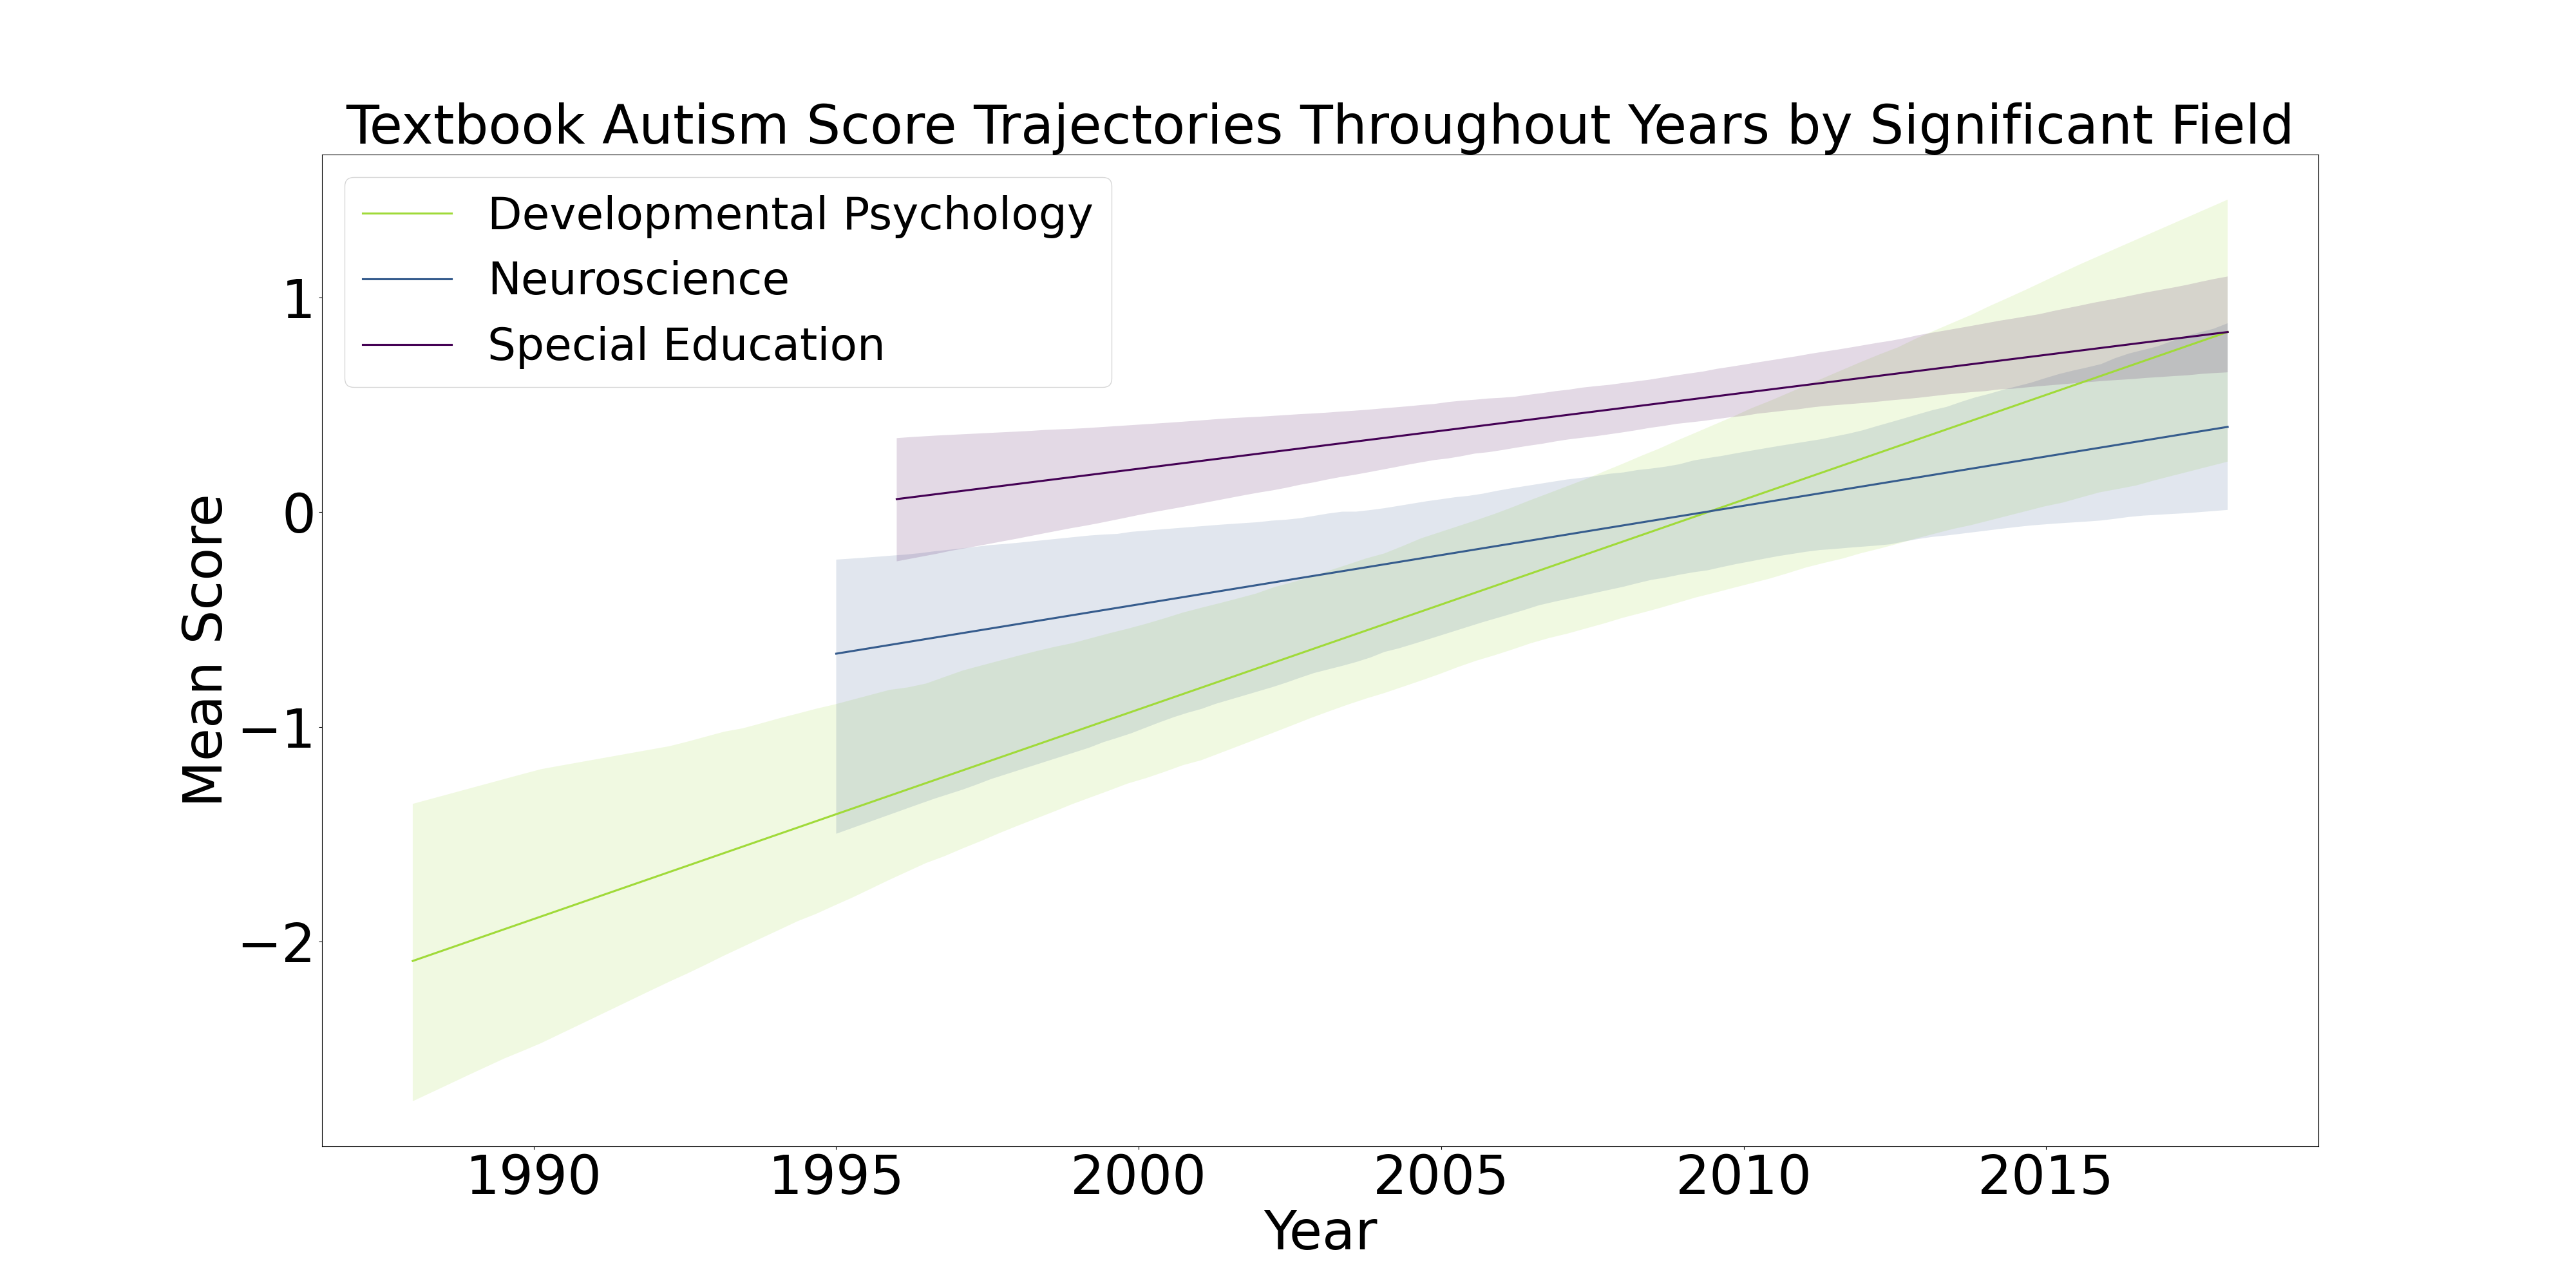 Textbook Autism Score Trajectories Throughout Years by Significant Field
Developmental Psychology
Neuroscience
Special Education
Mean Score
1
0
−1
−2
1990 1995 2000 2005 2010 2015
Year